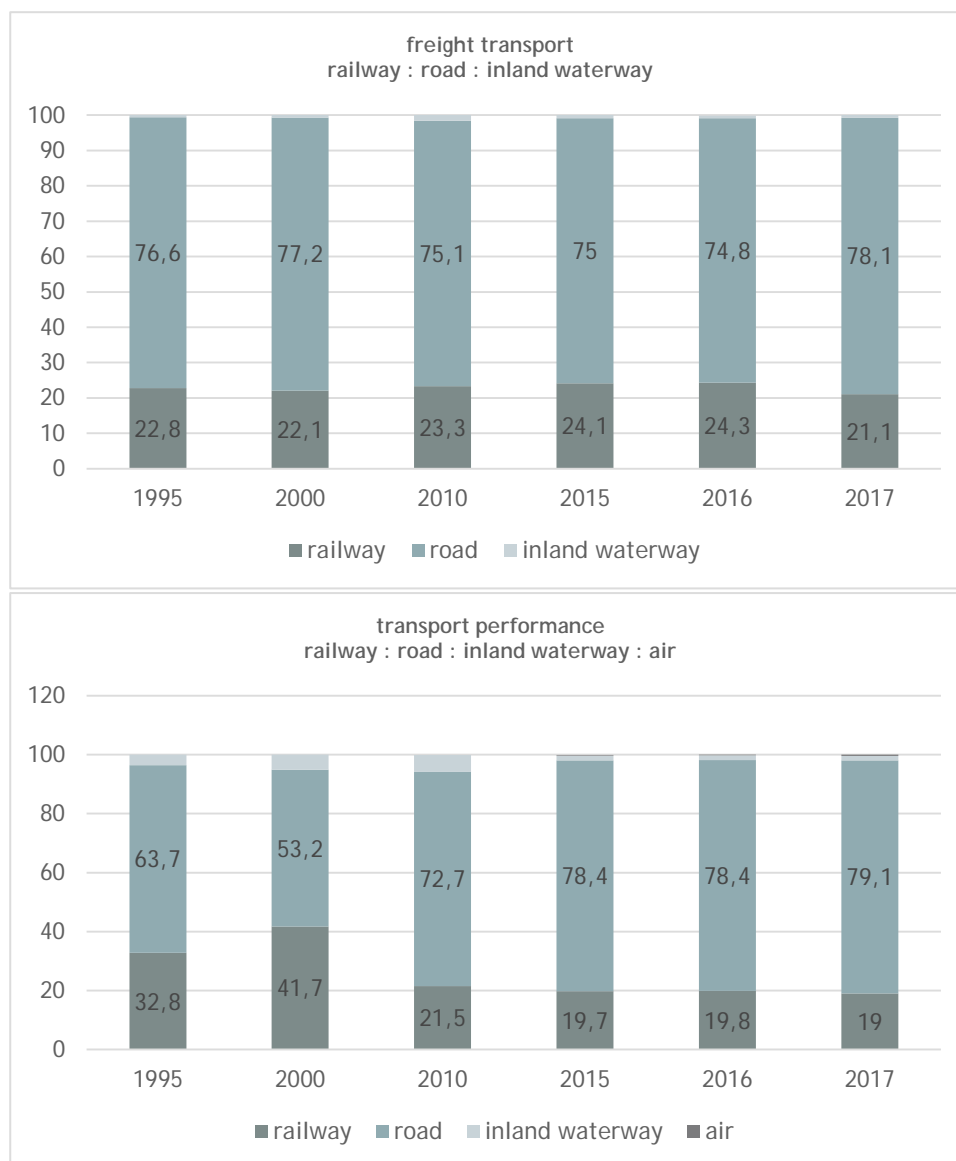 freight transport
railway : road : inland waterway
100
90
80
70
60
50
40
30
20
10
0
76,6 77,2 75,1 75 74,8 78,1
22,8 22,1 23,3 24,1 24,3 21,1
1995 2000 2010 2015 2016 2017
railway road inland waterway
transport performance
railway : road : inland waterway : air
120
100
80
60
40
20
0
63,7 53,2 72,7 78,4 78,4 79,1
32,8 41,7 21,5 19,7 19,8 19
1995 2000 2010 2015 2016 2017
railway road inland waterway air